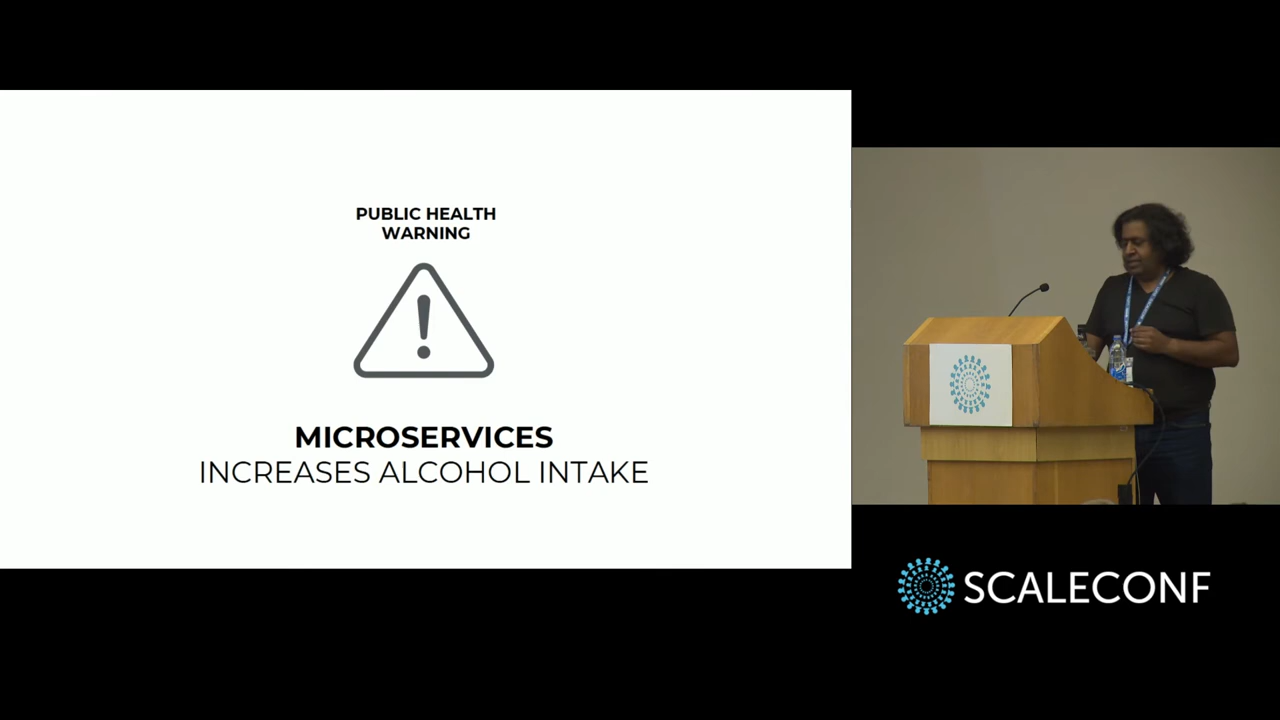 PUBLIC HEALTH
WARNING
!
MICROSERVICES
INCREASES ALCOHOL INTAKE
SCALECONF